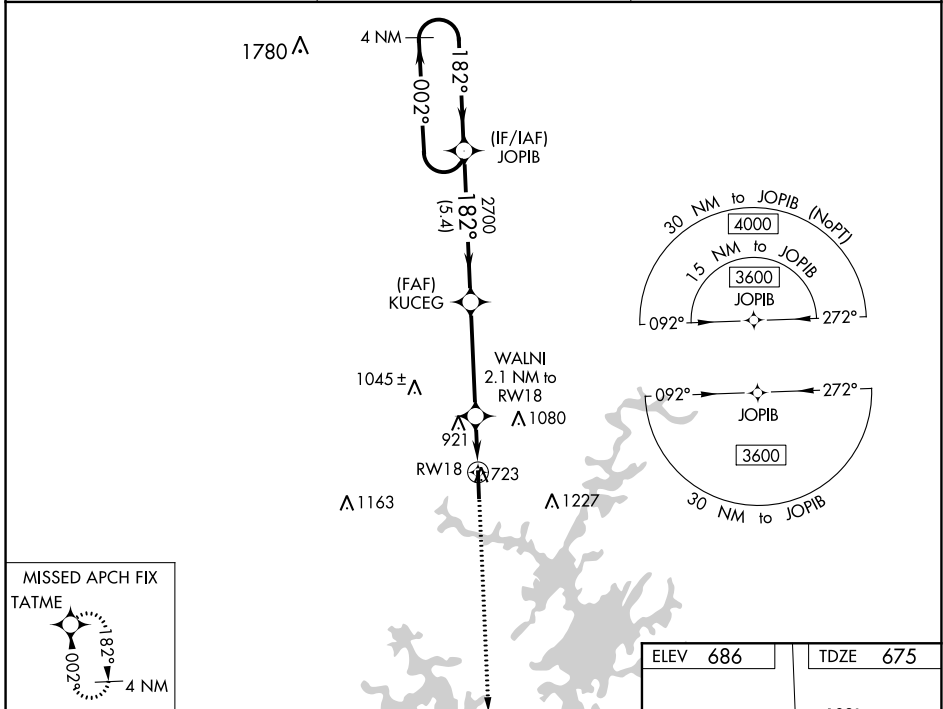 1780
4 NM
182°
002°
(IF/IAF)
JOPIB
2700
182°
(5.4)
(FAF)
KUCEG
WALNI
2.1 NM to
RW18
1045 ±
1080
921
RW18
723
1163
1227
30 NM to JOPIB (NoPT)
4000
15 NM to JOPIB
3600
JOPIB
092°
272°
092°
272°
JOPIB
3600
30 NM to JOPIB
MISSED APCH FIX
TATME
182°
002°
4 NM
ELEV 686
TDZE 675